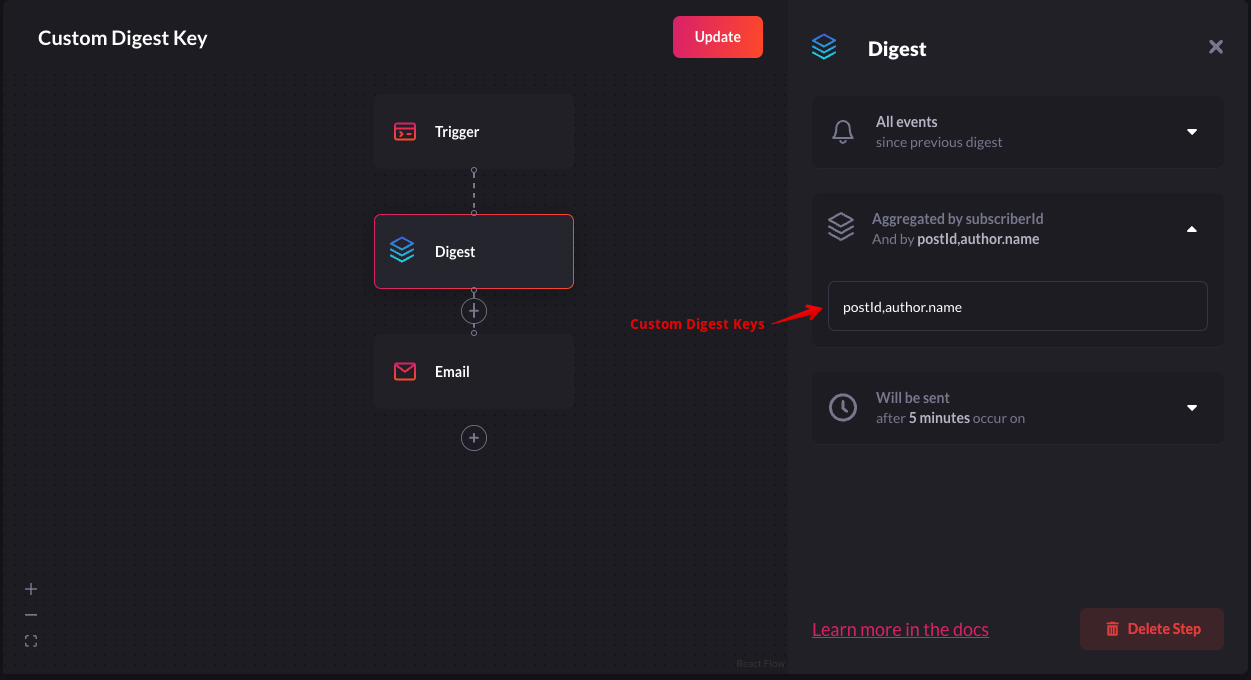 Custom Digest Key
Update
Trigger
Digest
Email
React Flow
Custom Digest Keys
Digest
All events
since previous digest
Aggregated by subscriberId
And by postId,author.name
postId,author.name
Will be sent
after 5 minutes occur on
Learn more in the docs
Delete Step